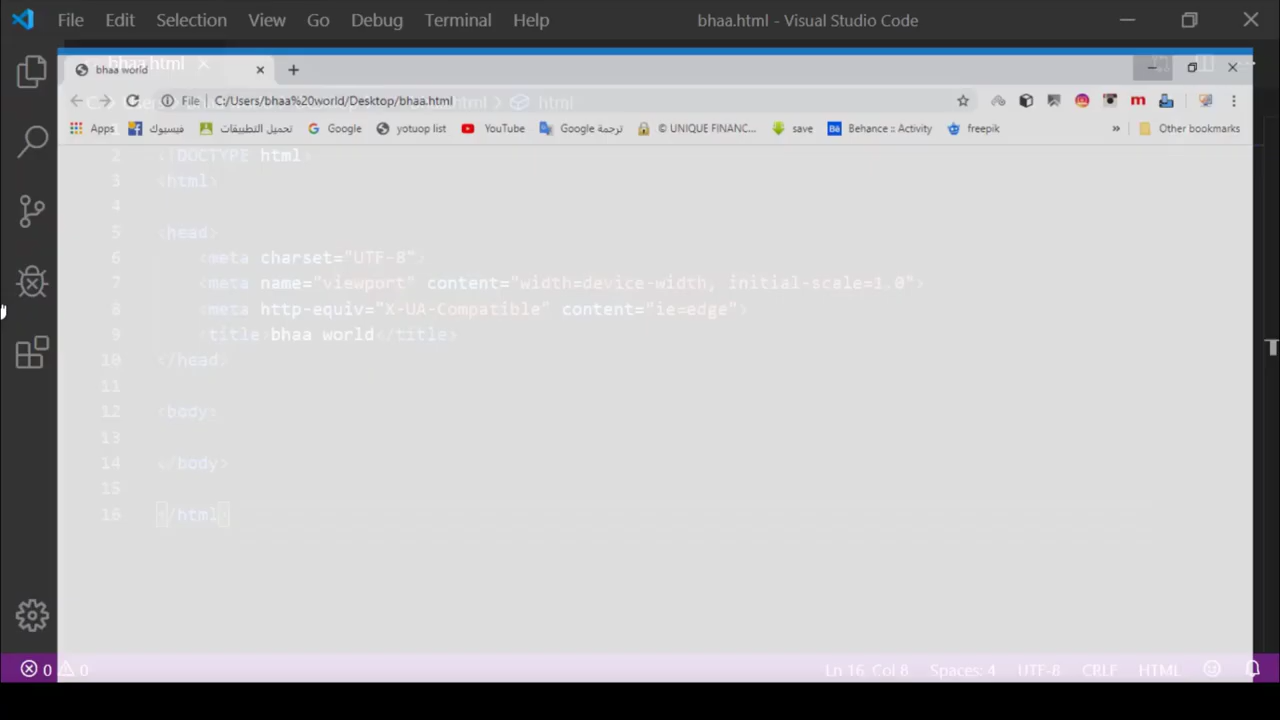 File Edit Selection View Go Debug Terminal Help bhaa.html - Visual Studio Code
bhaa.html
bhaa world
File C:/Users/bhaa%20world/Desktop/bhaa.html
html
Apps فيسبوك تحميل التطبيقات Google yotuop list YouTube ترجمة Google © UNIQUE FINANC... save Behance :: Activity freepik » Other bookmarks
2 <!DOCTYPE html>
3 <html>
4
5 <head>
6 <meta charset="UTF-8">
7 <meta name="viewport" content="width=device-width, initial-scale=1.0">
8 <meta http-equiv="X-UA-Compatible" content="ie=edge">
9 <title>bhaa world</title>
10 </head>
11
12 <body>
13
14 </body>
15
16 </html>
0 0 Ln 16, Col 8 Spaces: 4 UTF-8 CRLF HTML